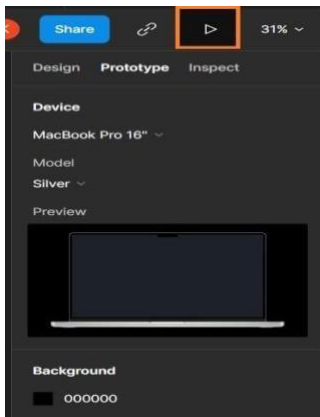 Share 31%
Design Prototype Inspect
Device
MacBook Pro 16"
Model
Silver
Preview
Background
000000